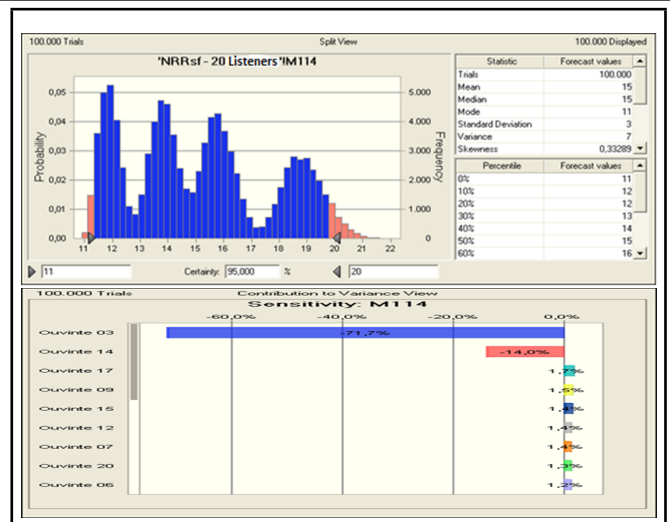 100.000 Trials Split View 100.000 Displayed
'NRRsf - 20 Listeners'!M114
Probability
0,05
0,04
0,03
0,02
0,01
0,00
11 12 13 14 15 16 17 18 19 20 21 22
5.000
4.000
3.000
2.000
1.000
0
Frequency
11 Certainty: 95,000 % 20
Statistic Forecast values
Trials 100.000
Mean 15
Median 15
Mode 11
Standard Deviation 3
Variance 7
Skewness 0,33289
Percentile Forecast values
0% 11
10% 12
20% 12
30% 13
40% 14
50% 15
60% 16
100.000 Trials Contribution to Variance View
Sensitivity: M114
-60,0% -40,0% -20,0% 0,0%
Ouvinte 03 -71,7%
Ouvinte 14 -14,0%
Ouvinte 17 1,7%
Ouvinte 09 1,5%
Ouvinte 15 1,4%
Ouvinte 12 1,4%
Ouvinte 07 1,4%
Ouvinte 20 1,3%
Ouvinte 06 1,2%